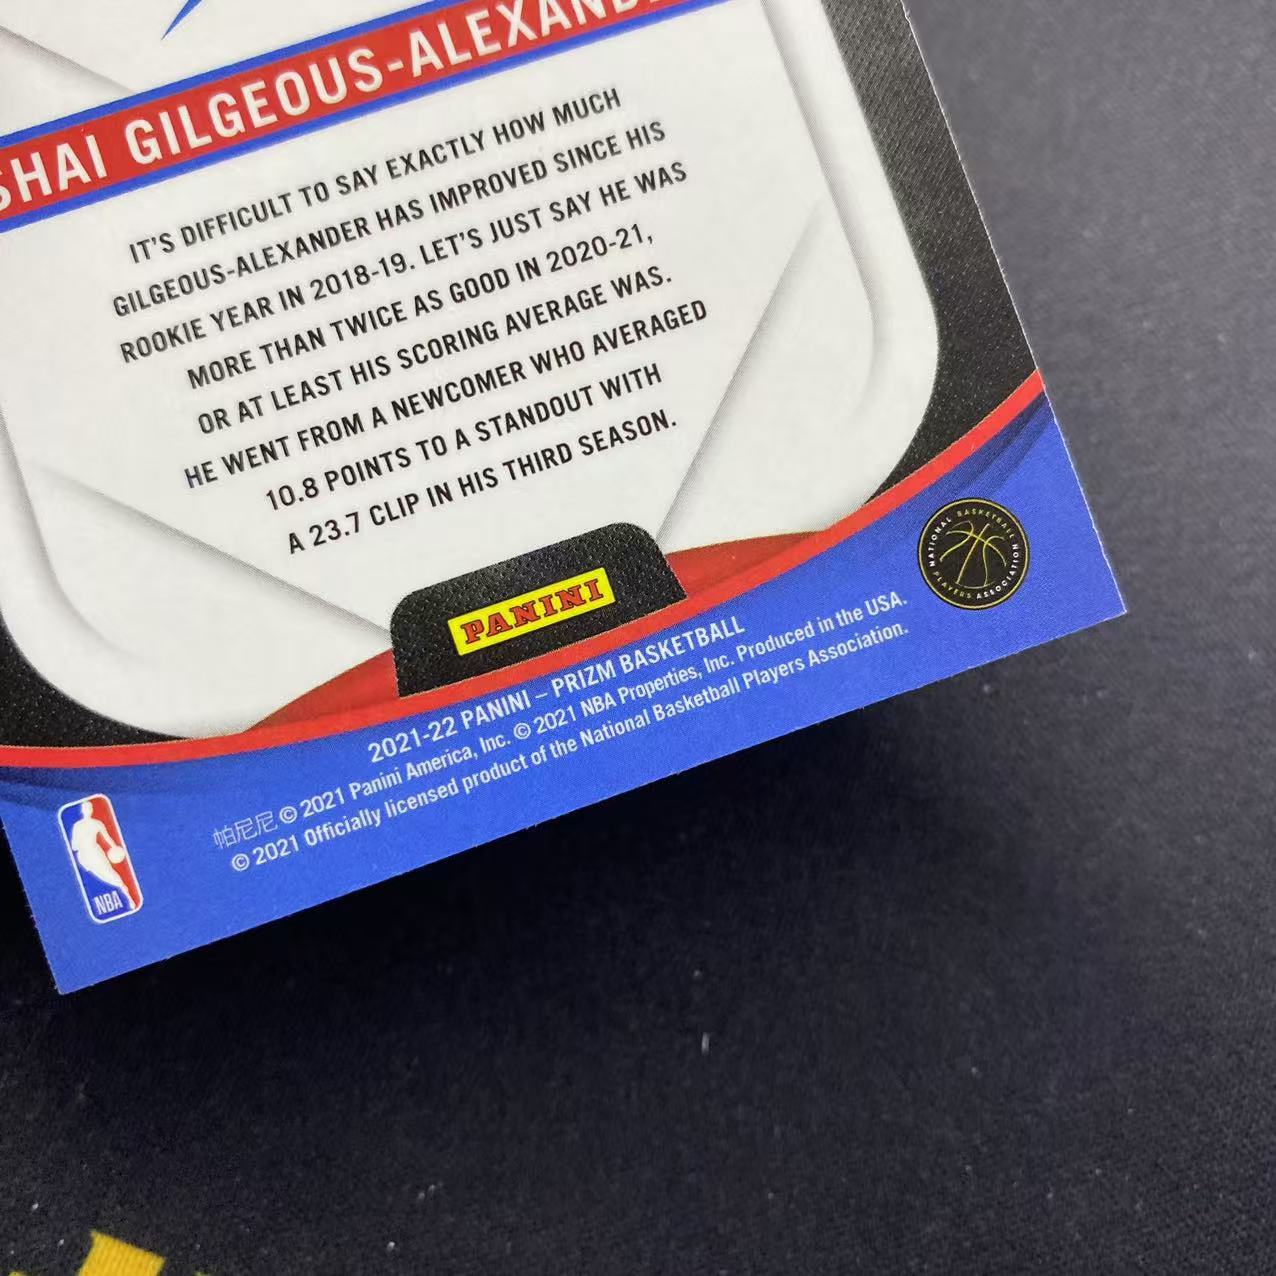 SHAI GILGEOUS-ALEXANDE
IT'S DIFFICULT TO SAY EXACTLY HOW MUCH
GILGEOUS-ALEXANDER HAS IMPROVED SINCE HIS
ROOKIE YEAR IN 2018-19. LET'S JUST SAY HE WAS
MORE THAN TWICE AS GOOD IN 2020-21,
OR AT LEAST HIS SCORING AVERAGE WAS.
HE WENT FROM A NEWCOMER WHO AVERAGED
10.8 POINTS TO A STANDOUT WITH
A 23.7 CLIP IN HIS THIRD SEASON.
PANINI
2021-22 PANINI – PRIZM BASKETBALL
帕尼尼 © 2021 Panini America, Inc. © 2021 NBA Properties, Inc. Produced in the USA.
© 2021 Officially licensed product of the National Basketball Players Association.
NATIONAL BASKETBALL
PLAYERS ASSOCIATION
NBA